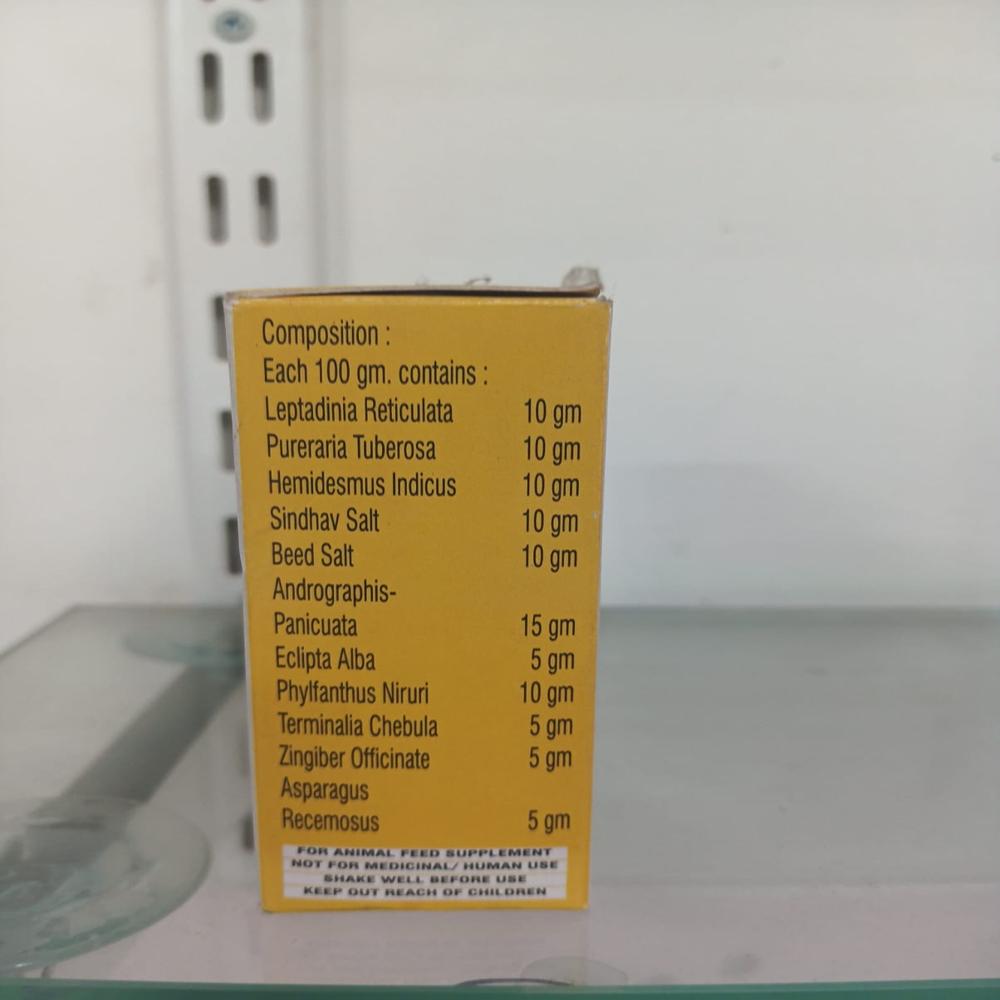 Composition :
Each 100 gm. contains :
Leptadinia Reticulata 10 gm
Pureraria Tuberosa 10 gm
Hemidesmus Indicus 10 gm
Sindhav Salt 10 gm
Beed Salt 10 gm
Andrographis-
Panicuata 15 gm
Eclipta Alba 5 gm
Phylfanthus Niruri 10 gm
Terminalia Chebula 5 gm
Zingiber Officinate 5 gm
Asparagus
Recemosus 5 gm
FOR ANIMAL FEED SUPPLEMENT
NOT FOR MEDICINAL/ HUMAN USE
SHAKE WELL BEFORE USE
KEEP OUT REACH OF CHILDREN